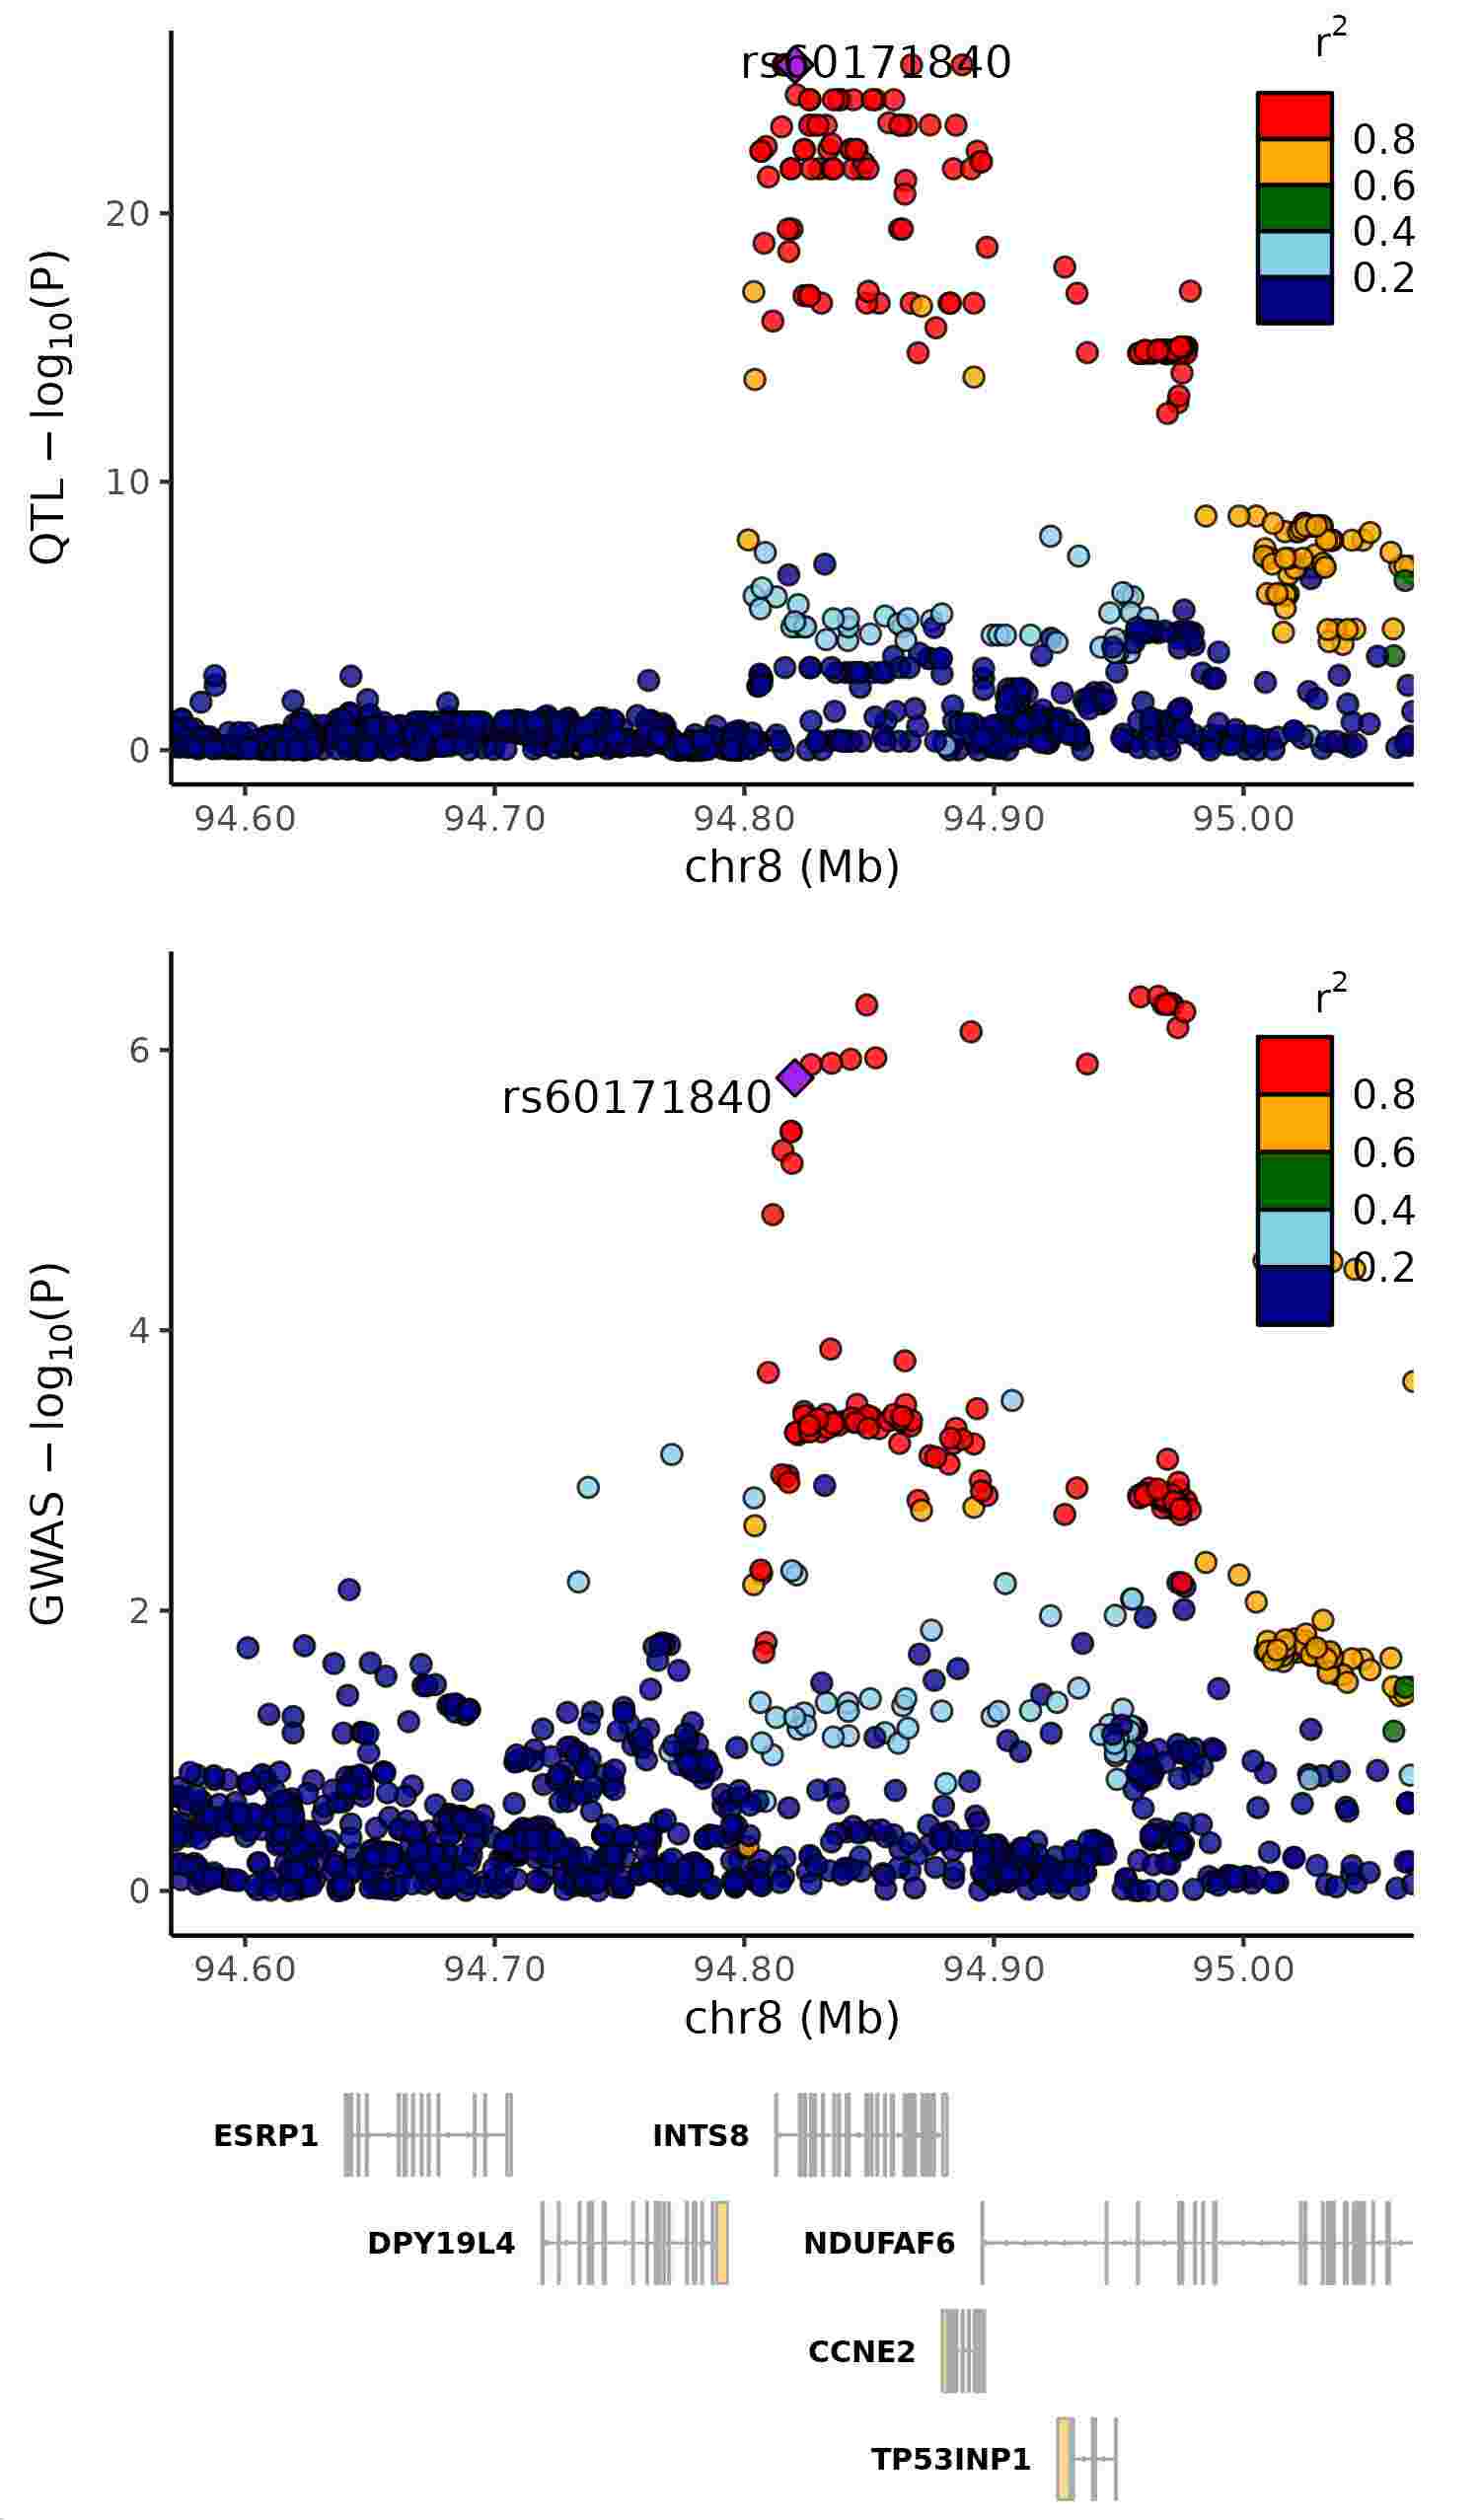 rs60171840
r2
0.8
0.6
0.4
0.2
QTL − log10(P)
20
10
0
94.60 94.70 94.80 94.90 95.00
chr8 (Mb)
r2
0.8
0.6
0.4
0.2
rs60171840
GWAS − log10(P)
6
4
2
0
94.60 94.70 94.80 94.90 95.00
chr8 (Mb)
ESRP1 INTS8
DPY19L4 NDUFAF6
CCNE2
TP53INP1